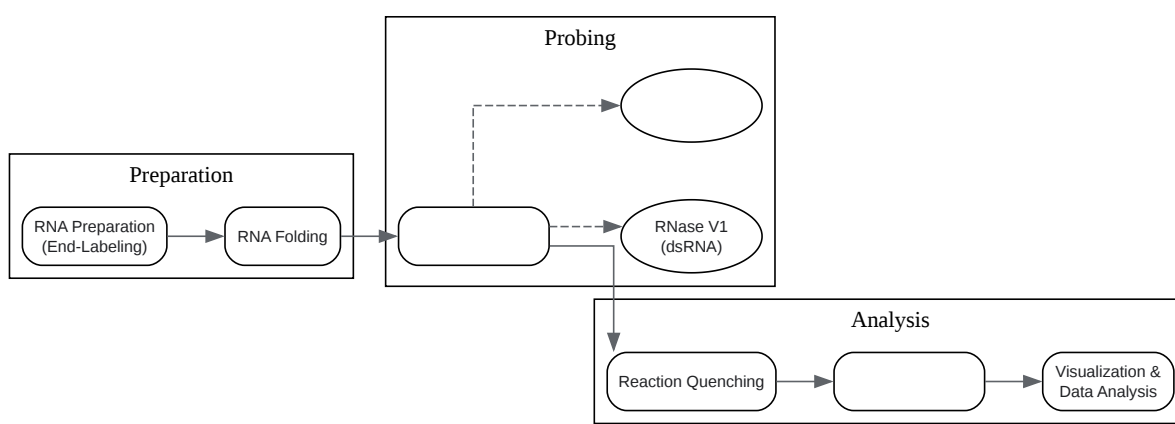 Probing
Preparation
RNA Preparation
(End-Labeling)
RNA Folding
RNase V1
(dsRNA)
Analysis
Reaction Quenching
Visualization &
Data Analysis